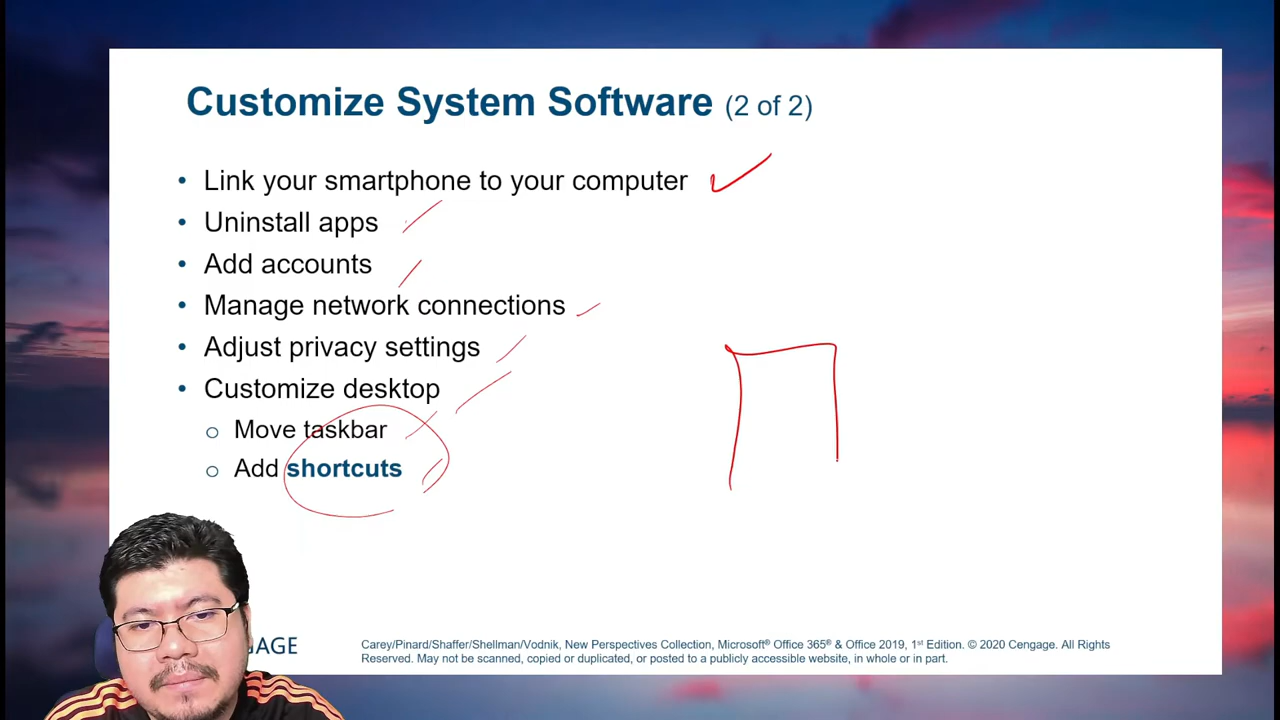 Customize System Software (2 of 2)
• Link your smartphone to your computer
• Uninstall apps
• Add accounts
• Manage network connections
• Adjust privacy settings
• Customize desktop
o Move taskbar
o Add shortcuts
AGE
Carey/Pinard/Shaffer/Shellman/Vodnik, New Perspectives Collection, Microsoft® Office 365® & Office 2019, 1st Edition. © 2020 Cengage. All Rights
Reserved. May not be scanned, copied or duplicated, or posted to a publicly accessible website, in whole or in part.